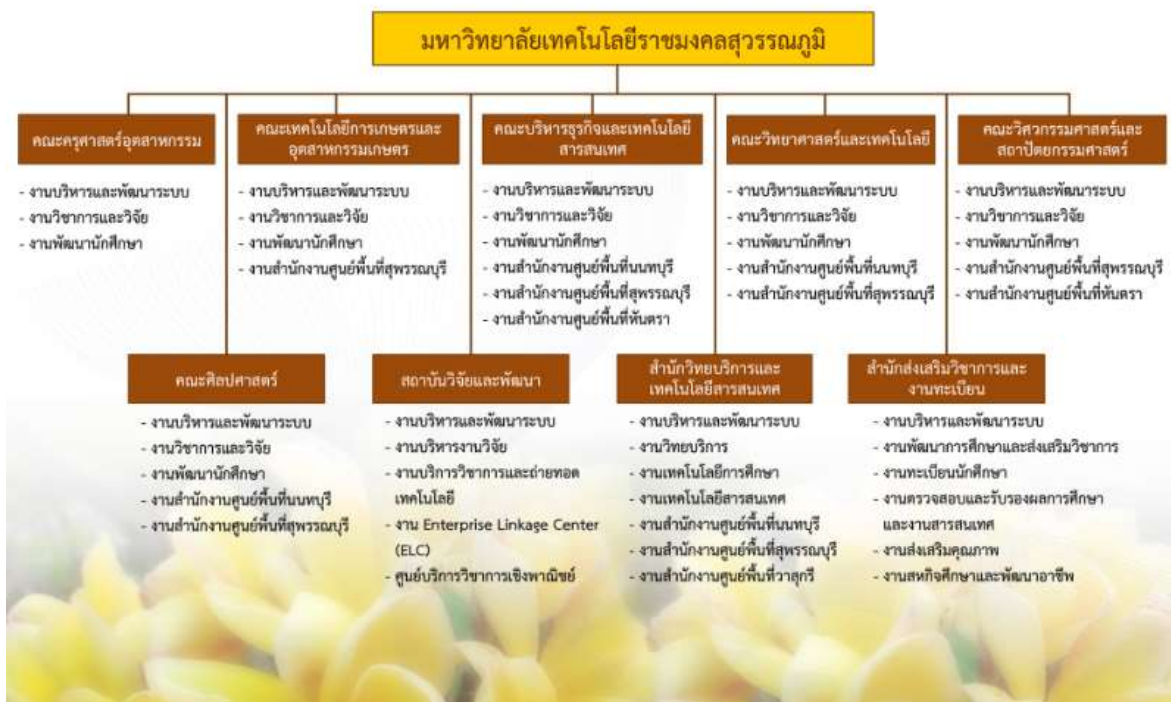 มหาวิทยาลัยเทคโนโลยีราชมงคลสุวรรณภูมิ
คณะครุศาสตร์อุตสาหกรรม
- งานบริหารและพัฒนาระบบ
- งานวิชาการและวิจัย
- งานพัฒนานักศึกษา
คณะเทคโนโลยีการเกษตรและ
อุตสาหกรรมเกษตร
- งานบริหารและพัฒนาระบบ
- งานวิชาการและวิจัย
- งานพัฒนานักศึกษา
- งานสำนักงานศูนย์พื้นที่สุพรรณบุรี
คณะบริหารธุรกิจและเทคโนโลยี
สารสนเทศ
- งานบริหารและพัฒนาระบบ
- งานวิชาการและวิจัย
- งานพัฒนานักศึกษา
- งานสำนักงานศูนย์พื้นที่นนทบุรี
- งานสำนักงานศูนย์พื้นที่สุพรรณบุรี
- งานสำนักงานศูนย์พื้นที่หันตรา
คณะวิทยาศาสตร์และเทคโนโลยี
- งานบริหารและพัฒนาระบบ
- งานวิชาการและวิจัย
- งานพัฒนานักศึกษา
- งานสำนักงานศูนย์พื้นที่นนทบุรี
- งานสำนักงานศูนย์พื้นที่สุพรรณบุรี
คณะวิศวกรรมศาสตร์และ
สถาปัตยกรรมศาสตร์
- งานบริหารและพัฒนาระบบ
- งานวิชาการและวิจัย
- งานพัฒนานักศึกษา
- งานสำนักงานศูนย์พื้นที่สุพรรณบุรี
- งานสำนักงานศูนย์พื้นที่หันตรา
คณะศิลปศาสตร์
- งานบริหารและพัฒนาระบบ
- งานวิชาการและวิจัย
- งานพัฒนานักศึกษา
- งานสำนักงานศูนย์พื้นที่นนทบุรี
- งานสำนักงานศูนย์พื้นที่สุพรรณบุรี
สถาบันวิจัยและพัฒนา
- งานบริหารและพัฒนาระบบ
- งานบริหารงานวิจัย
- งานบริการวิชาการและถ่ายทอด
เทคโนโลยี
- งาน Enterprise Linkage Center
(ELC)
- ศูนย์บริการวิชาการเชิงพาณิชย์
สำนักวิทยบริการและ
เทคโนโลยีสารสนเทศ
- งานบริหารและพัฒนาระบบ
- งานวิทยบริการ
- งานเทคโนโลยีการศึกษา
- งานเทคโนโลยีสารสนเทศ
- งานสำนักงานศูนย์พื้นที่นนทบุรี
- งานสำนักงานศูนย์พื้นที่สุพรรณบุรี
- งานสำนักงานศูนย์พื้นที่วาสุกรี
สำนักส่งเสริมวิชาการและ
งานทะเบียน
- งานบริหารและพัฒนาระบบ
- งานพัฒนาการศึกษาและส่งเสริมวิชาการ
- งานทะเบียนนักศึกษา
- งานตรวจสอบและรับรองผลการศึกษา
และงานสารสนเทศ
- งานส่งเสริมคุณภาพ
- งานสหกิจศึกษาและพัฒนาอาชีพ